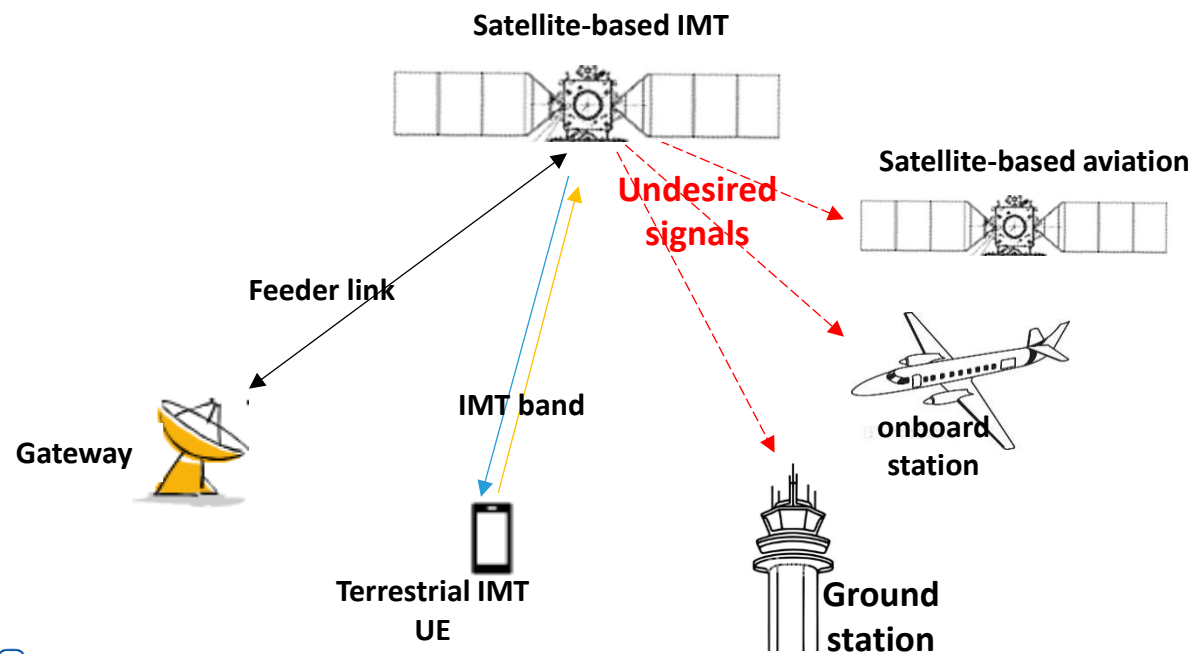 Satellite-based IMT
Satellite-based aviation
Undesired
signals
Feeder link
IMT band
onboard
station
Gateway
Terrestrial IMT
UE
Ground
station